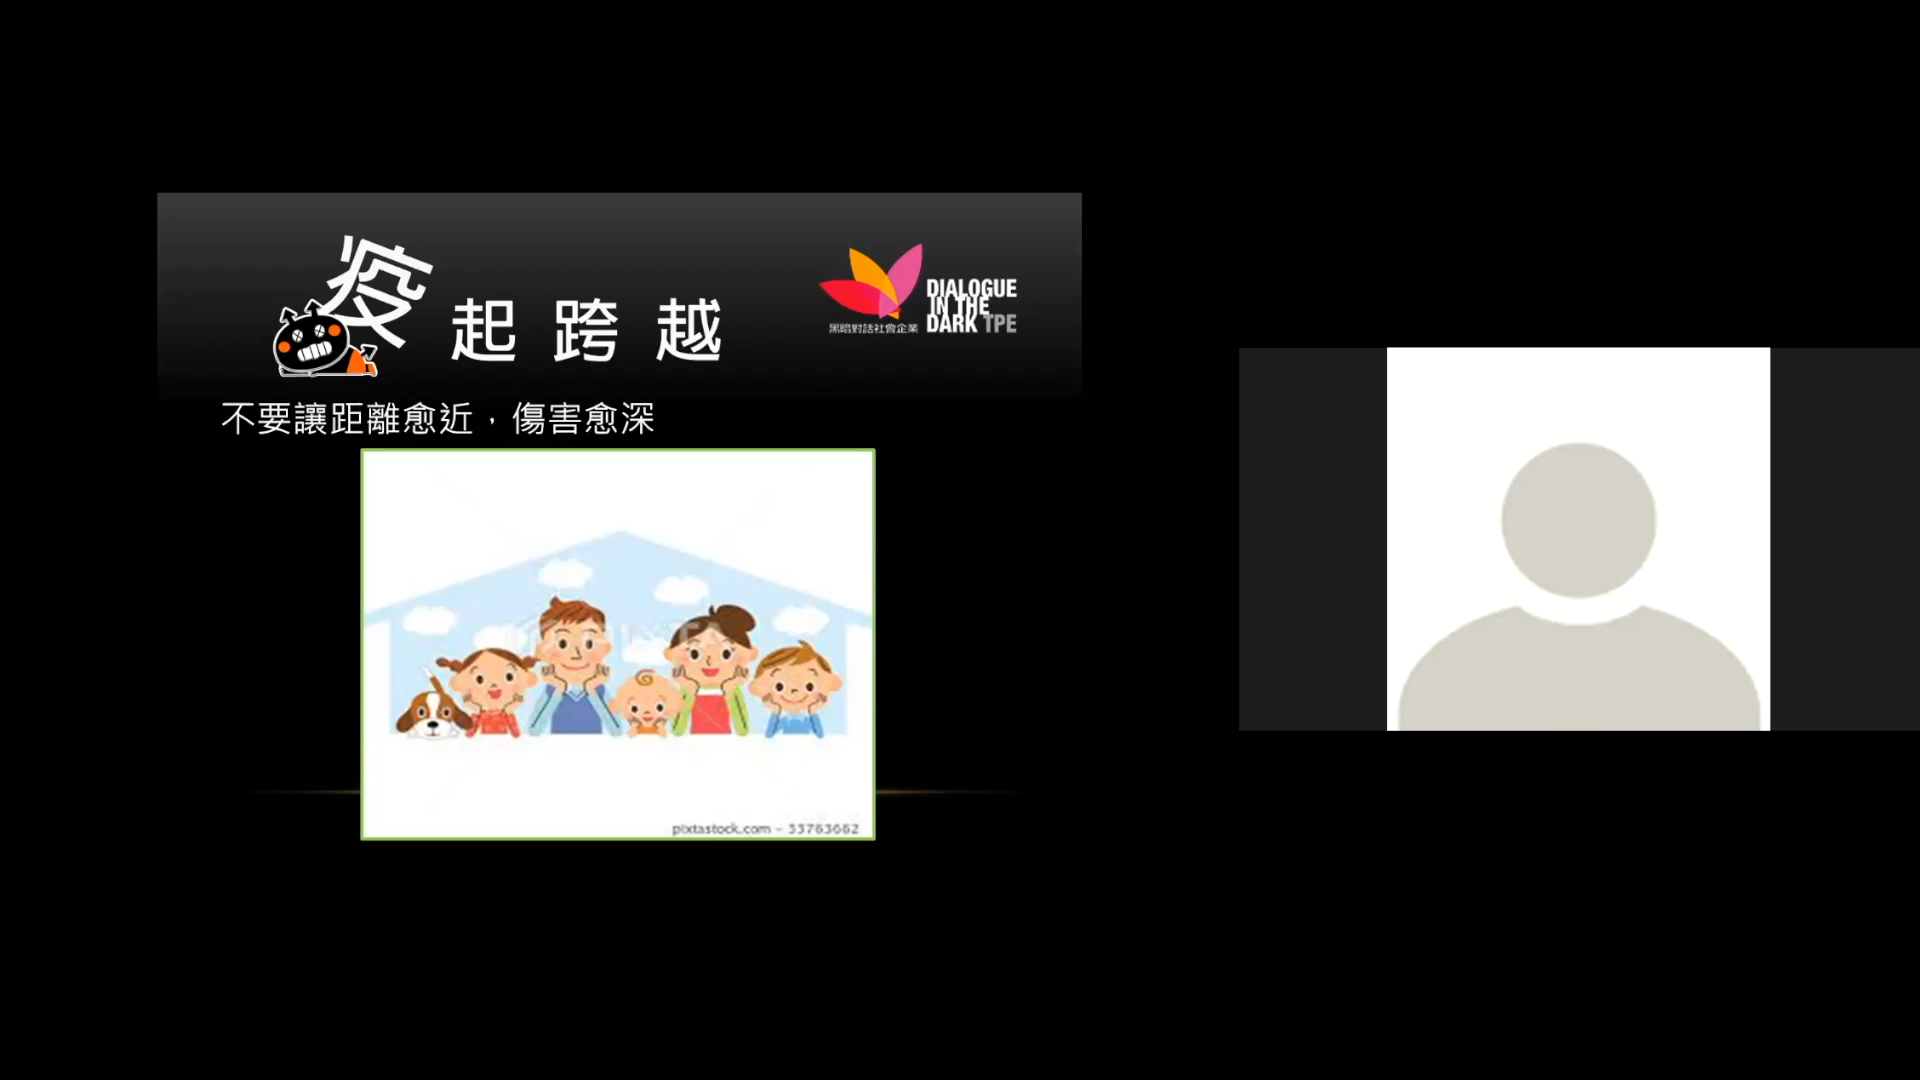 疫起跨越
黑暗對話社會企業
DIALOGUE
IN THE
DARK TPE
不要讓距離愈近，傷害愈深
pixtastock.com - 33763662